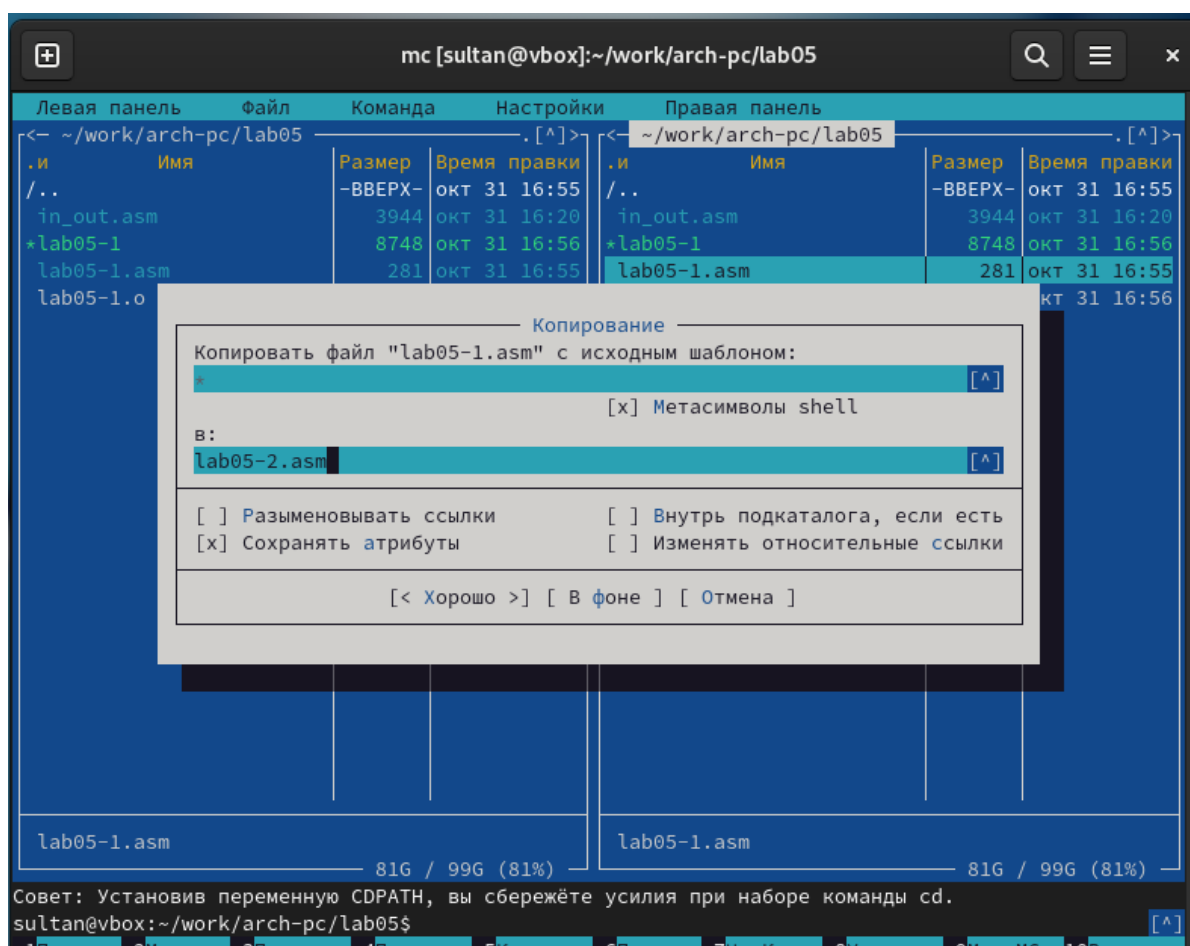 mc [sultan@vbox]:~/work/arch-pc/lab05
Левая панель Файл Команда Настройки Правая панель
<— ~/work/arch-pc/lab05 .[^]> <— ~/work/arch-pc/lab05 .[^]>
.и Имя Размер Время правки .и Имя Размер Время правки
/.. -ВВЕРХ- окт 31 16:55 /.. -ВВЕРХ- окт 31 16:55
in_out.asm 3944 окт 31 16:20 in_out.asm 3944 окт 31 16:20
*lab05-1 8748 окт 31 16:56 *lab05-1 8748 окт 31 16:56
lab05-1.asm 281 окт 31 16:55 lab05-1.asm 281 окт 31 16:55
lab05-1.o кт 31 16:56
Копирование
Копировать файл "lab05-1.asm" с исходным шаблоном:
* [^]
[x] Метасимволы shell
в:
lab05-2.asm [^]
[ ] Разыменовывать ссылки [ ] Внутрь подкаталога, если есть
[x] Сохранять атрибуты [ ] Изменять относительные ссылки
[< Хорошо >] [ В фоне ] [ Отмена ]
lab05-1.asm lab05-1.asm
81G / 99G (81%) 81G / 99G (81%)
Совет: Установив переменную CDPATH, вы сбережёте усилия при наборе команды cd.
sultan@vbox:~/work/arch-pc/lab05$ [^]